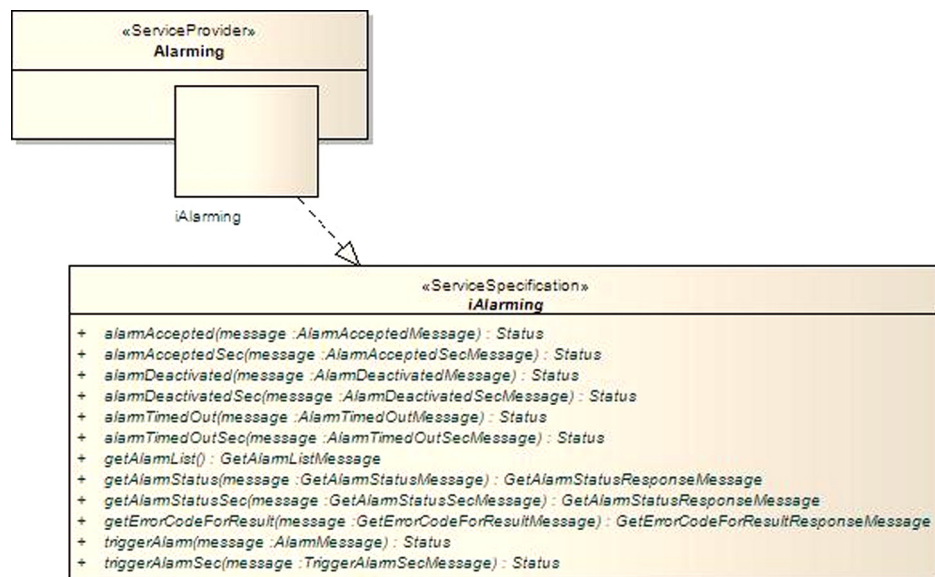 «ServiceProvider»
Alarming
iAlarming
«ServiceSpecification»
iAlarming
+ alarmAccepted(message :AlarmAcceptedMessage) : Status
+ alarmAcceptedSec(message :AlarmAcceptedSecMessage) : Status
+ alarmDeactivated(message :AlarmDeactivatedMessage) : Status
+ alarmDeactivatedSec(message :AlarmDeactivatedSecMessage) : Status
+ alarmTimedOut(message :AlarmTimedOutMessage) : Status
+ alarmTimedOutSec(message :AlarmTimedOutSecMessage) : Status
+ getAlarmList() : GetAlarmListMessage
+ getAlarmStatus(message :GetAlarmStatusMessage) : GetAlarmStatusResponseMessage
+ getAlarmStatusSec(message :GetAlarmStatusSecMessage) : GetAlarmStatusResponseMessage
+ getErrorCodeForResult(message :GetErrorCodeForResultMessage) : GetErrorCodeForResultResponseMessage
+ triggerAlarm(message :AlarmMessage) : Status
+ triggerAlarmSec(message :TriggerAlarmSecMessage) : Status